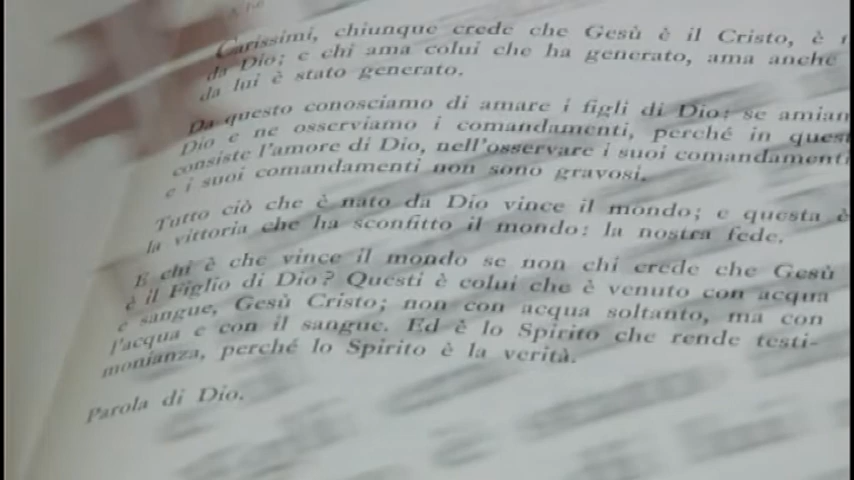 Carissimi, chiunque crede che Gesù è il Cristo, è
da Dio; e chi ama colui che ha generato, ama anche
da lui è stato generato.
Da questo conosciamo di amare i figli di Dio: se amiam
Dio e ne osserviamo i comandamenti, perché in quest
consiste l'amore di Dio, nell'osservare i suoi comandamenti
e i suoi comandamenti non sono gravosi.
Tutto ciò che è nato da Dio vince il mondo; e questa è
la vittoria che ha sconfitto il mondo: la nostra fede.
E chi è che vince il mondo se non chi crede che Gesù
è il Figlio di Dio? Questi è colui che è venuto con acqua
e sangue, Gesù Cristo; non con acqua soltanto, ma con
l'acqua e con il sangue. Ed è lo Spirito che rende testi-
monianza, perché lo Spirito è la verità.
Parola di Dio.